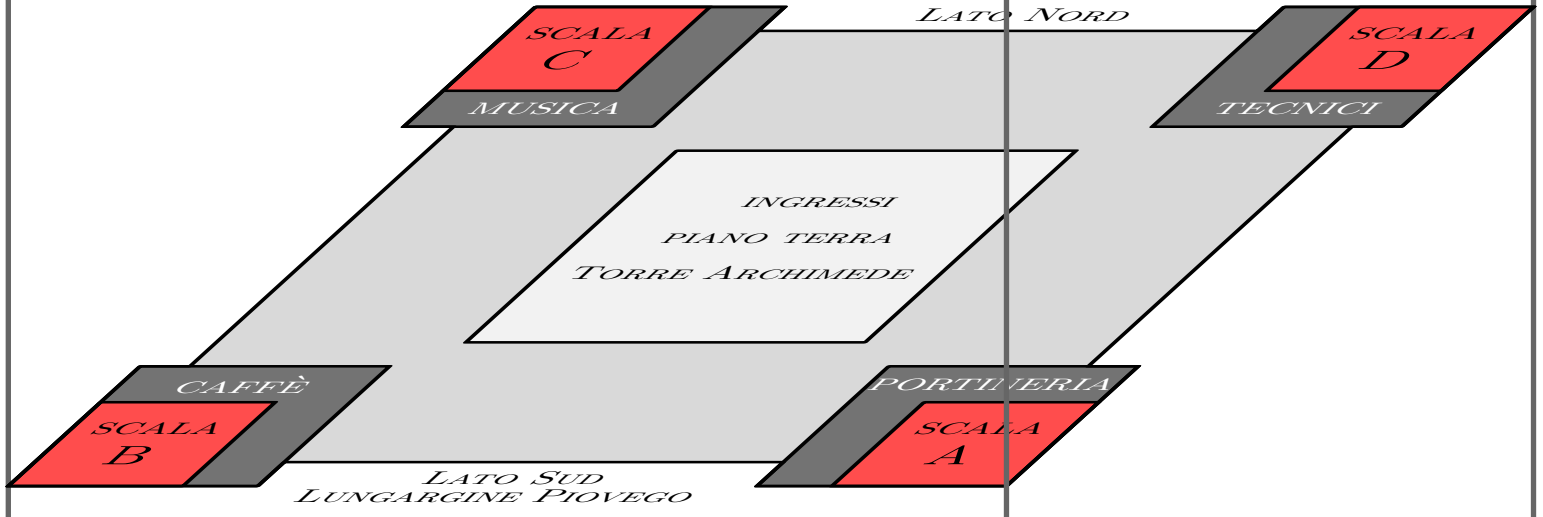 Lato Nord
SCALA
C
MUSICA
SCALA
D
TECNICI
INGRESSI
PIANO TERRA
Torre Archimede
CAFFÈ
SCALA
B
PORTINERIA
SCALA
A
Lato Sud
Lungargine Piovego